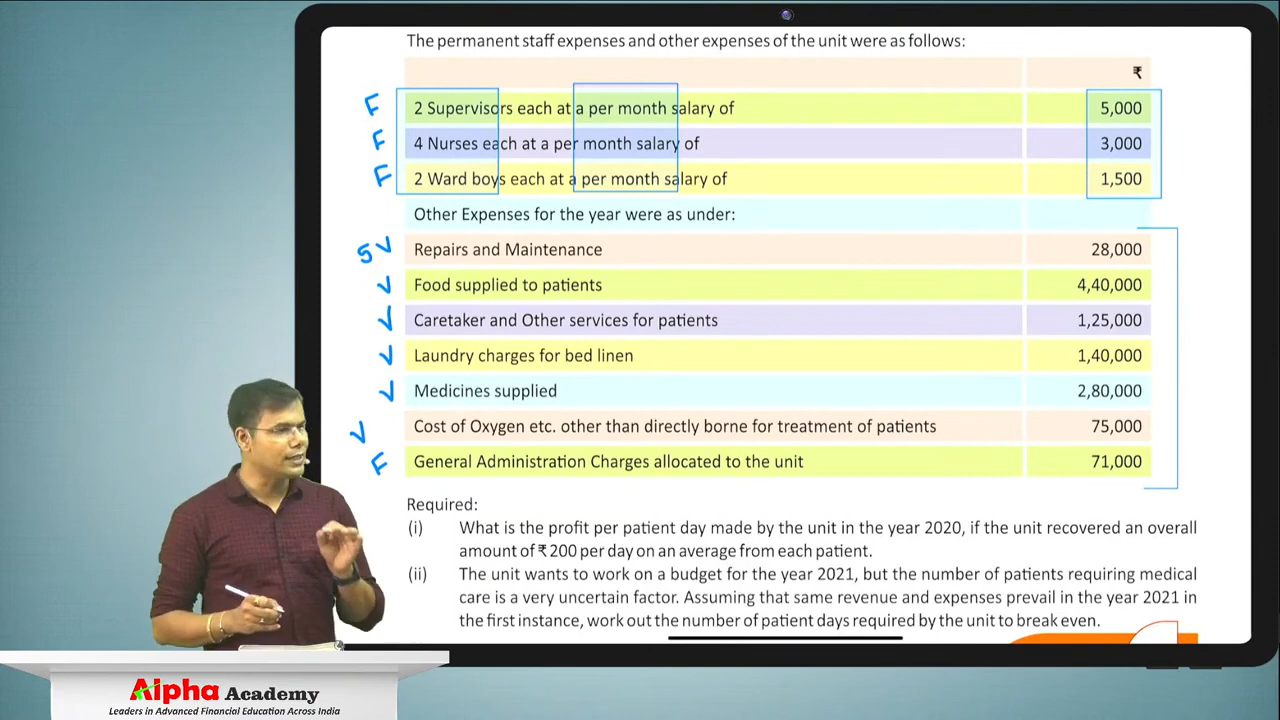 The permanent staff expenses and other expenses of the unit were as follows:
₹
F 2 Supervisors each at a per month salary of 5,000
F 4 Nurses each at a per month salary of 3,000
F 2 Ward boys each at a per month salary of 1,500
Other Expenses for the year were as under:
SV Repairs and Maintenance 28,000
V Food supplied to patients 4,40,000
V Caretaker and Other services for patients 1,25,000
V Laundry charges for bed linen 1,40,000
V Medicines supplied 2,80,000
V Cost of Oxygen etc. other than directly borne for treatment of patients 75,000
F General Administration Charges allocated to the unit 71,000
Required:
(i) What is the profit per patient day made by the unit in the year 2020, if the unit recovered an overall
amount of ₹ 200 per day on an average from each patient.
(ii) The unit wants to work on a budget for the year 2021, but the number of patients requiring medical
care is a very uncertain factor. Assuming that same revenue and expenses prevail in the year 2021 in
the first instance, work out the number of patient days required by the unit to break even.
Alpha Academy
Leaders in Advanced Financial Education Across India